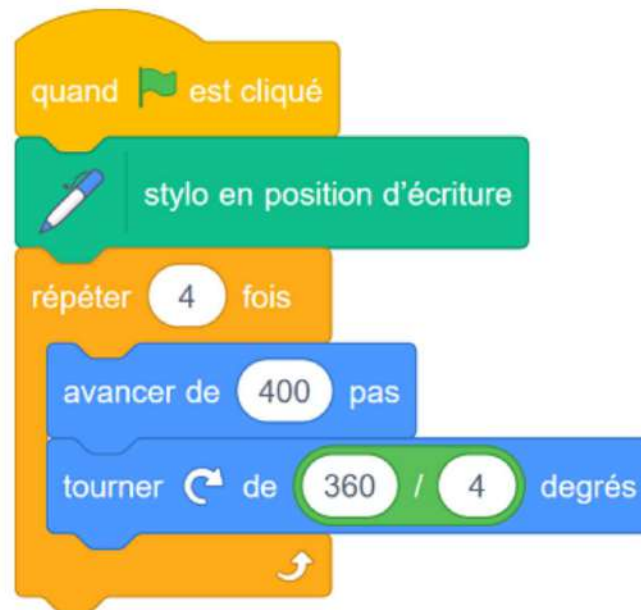 quand est cliqué
stylo en position d'écriture
répéter 4 fois
avancer de 400 pas
tourner de 360 / 4 degrés